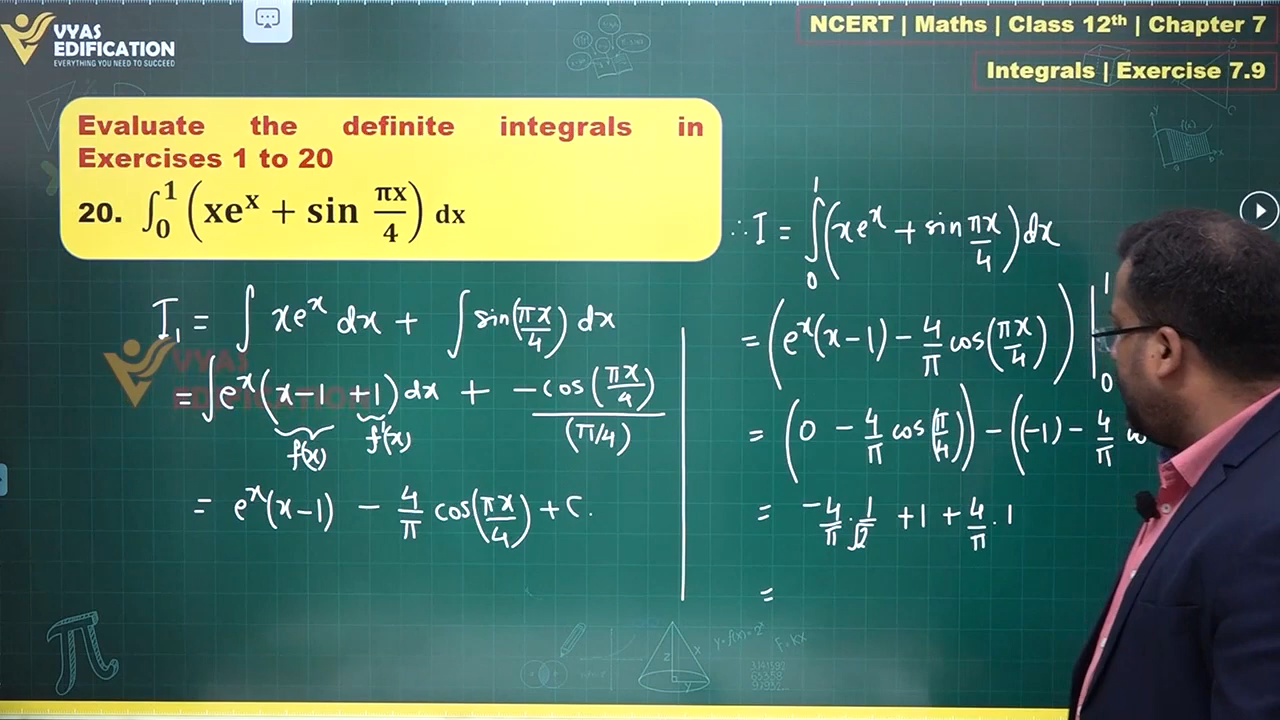 VYAS
EDIFICATION
EVERYTHING YOU NEED TO SUCCEED
NCERT | Maths | Class 12th | Chapter 7
Integrals | Exercise 7.9
Evaluate the definite integrals in
Exercises 1 to 20
20. ∫₀¹ (xeˣ + sin πx/4) dx
I₁ = ∫ xeˣ dx + ∫ sin(πx/4) dx
= ∫ eˣ(x-1 +1) dx + -cos(πx/4)/(π/4)
f(x) f'(x)
= eˣ(x-1) - 4/π cos(πx/4) + C.
∴ I = ∫₀¹ (xeˣ + sin πx/4) dx
= (eˣ(x-1) - 4/π cos(πx/4)) |₀¹
= (0 - 4/π cos(π/4)) - ((-1) - 4/π
= -4/π · 1/√2 + 1 + 4/π · 1
=